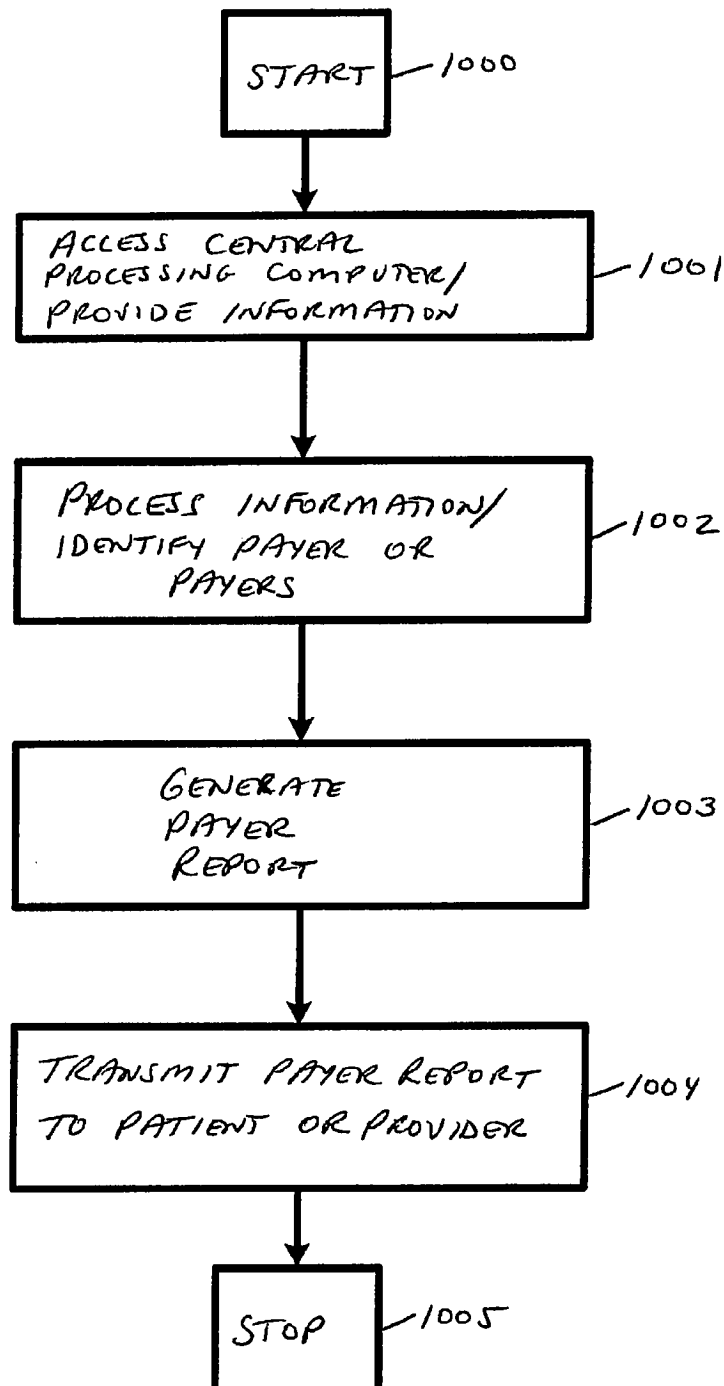 START
1000
ACCESS CENTRAL
PROCESSING COMPUTER/
PROVIDE INFORMATION
1001
PROCESS INFORMATION/
IDENTIFY PAYER OR
PAYERS
1002
GENERATE
PAYER
REPORT
1003
TRANSMIT PAYER REPORT
TO PATIENT OR PROVIDER
1004
STOP
1005